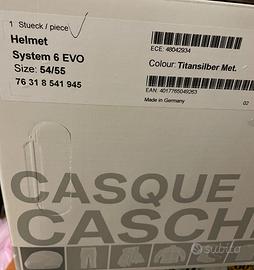 1 Stueck / piece
Helmet
System 6 EVO
Size: 54/55
76 31 8 541 945
ECE: 48042934
Colour: Titansilber Met.
EAN: 4017765049263
Made in Germany
02
CASQUE
CASCH
subito